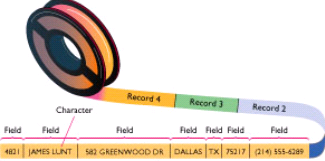 Record 4 Record 3 Record 2
Character
Field Field Field Field Field Field Field
4821 JAMES LUNT 582 GREENWOOD DR DALLAS TX 75217 (214) 555-6289